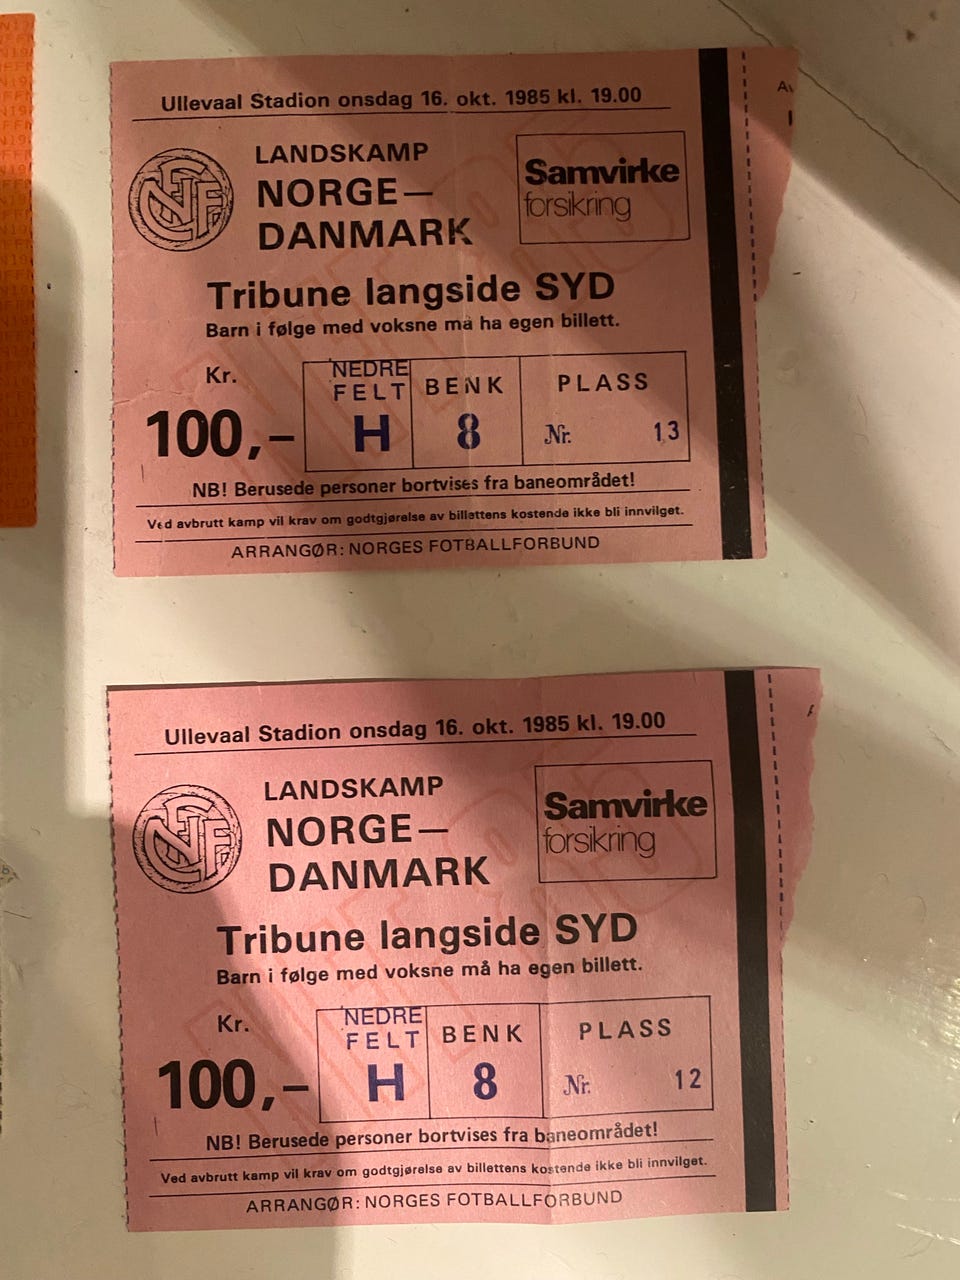 Ullevaal Stadion onsdag 16. okt. 1985 kl. 19.00
LANDSKAMP
NORGE—
DANMARK
NFF
Samvirke
forsikring
Tribune langside SYD
Barn i følge med voksne må ha egen billett.
Kr.
100,–
NEDRE
FELT
H
BENK
8
PLASS
Nr. 13
NB! Berusede personer bortvises fra baneområdet!
Ved avbrutt kamp vil krav om godtgjørelse av billettens kostende ikke bli innvilget.
ARRANGØR: NORGES FOTBALLFORBUND
Ullevaal Stadion onsdag 16. okt. 1985 kl. 19.00
LANDSKAMP
NORGE—
DANMARK
NFF
Samvirke
forsikring
Tribune langside SYD
Barn i følge med voksne må ha egen billett.
Kr.
100,–
NEDRE
FELT
H
BENK
8
PLASS
Nr. 12
NB! Berusede personer bortvises fra baneområdet!
Ved avbrutt kamp vil krav om godtgjørelse av billettens kostende ikke bli innvilget.
ARRANGØR: NORGES FOTBALLFORBUND